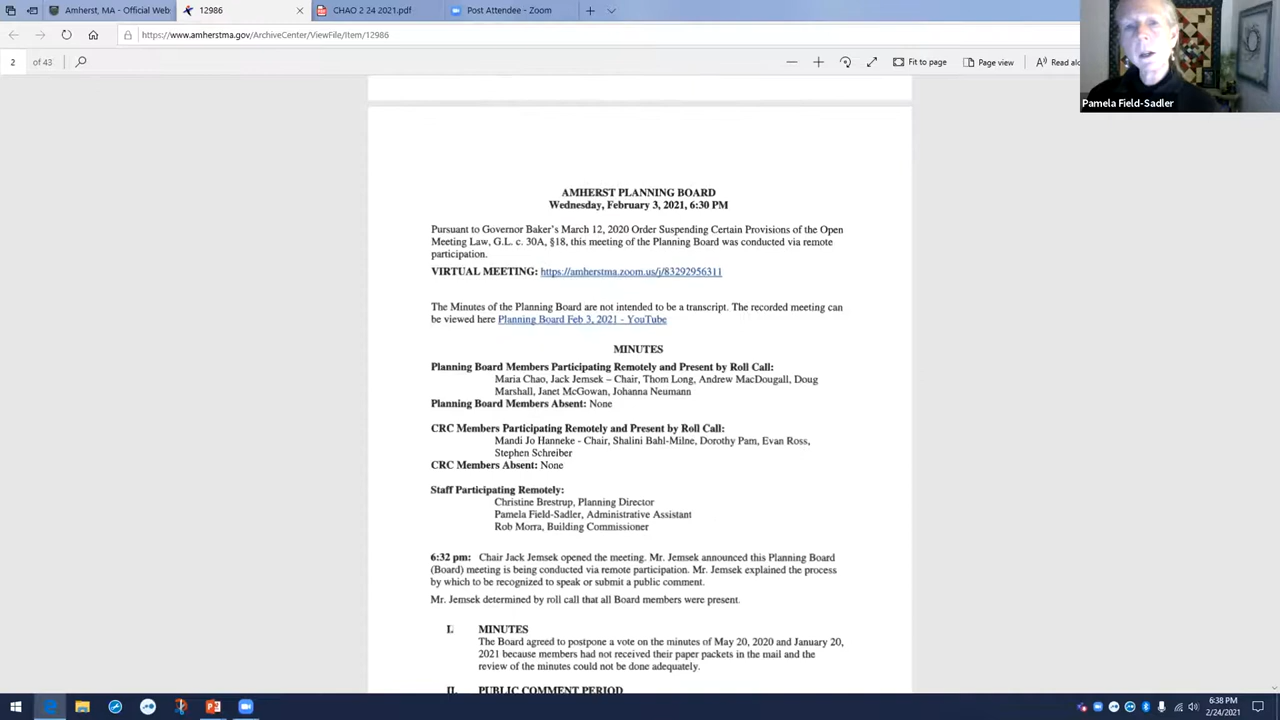 Amherst, MA - Official Web
12986
CHAO 2 24 2021.pdf
Post Attendee - Zoom
https://www.amherstma.gov/ArchiveCenter/ViewFile/Item/12986
2 of 43
Fit to page
Page view
Read alo
Pamela Field-Sadler
AMHERST PLANNING BOARD
Wednesday, February 3, 2021, 6:30 PM
Pursuant to Governor Baker's March 12, 2020 Order Suspending Certain Provisions of the Open
Meeting Law, G.L. c. 30A, §18, this meeting of the Planning Board was conducted via remote
participation.
VIRTUAL MEETING: https://amherstma.zoom.us/j/83292956311
The Minutes of the Planning Board are not intended to be a transcript. The recorded meeting can
be viewed here Planning Board Feb 3, 2021 - YouTube
MINUTES
Planning Board Members Participating Remotely and Present by Roll Call:
Maria Chao, Jack Jemsek – Chair, Thom Long, Andrew MacDougall, Doug
Marshall, Janet McGowan, Johanna Neumann
Planning Board Members Absent: None
CRC Members Participating Remotely and Present by Roll Call:
Mandi Jo Hanneke - Chair, Shalini Bahl-Milne, Dorothy Pam, Evan Ross,
Stephen Schreiber
CRC Members Absent: None
Staff Participating Remotely:
Christine Brestrup, Planning Director
Pamela Field-Sadler, Administrative Assistant
Rob Morra, Building Commissioner
6:32 pm: Chair Jack Jemsek opened the meeting. Mr. Jemsek announced this Planning Board
(Board) meeting is being conducted via remote participation. Mr. Jemsek explained the process
by which to be recognized to speak or submit a public comment.
Mr. Jemsek determined by roll call that all Board members were present.
I. MINUTES
The Board agreed to postpone a vote on the minutes of May 20, 2020 and January 20,
2021 because members had not received their paper packets in the mail and the
review of the minutes could not be done adequately.
II. PUBLIC COMMENT PERIOD
6:38 PM
2/24/2021